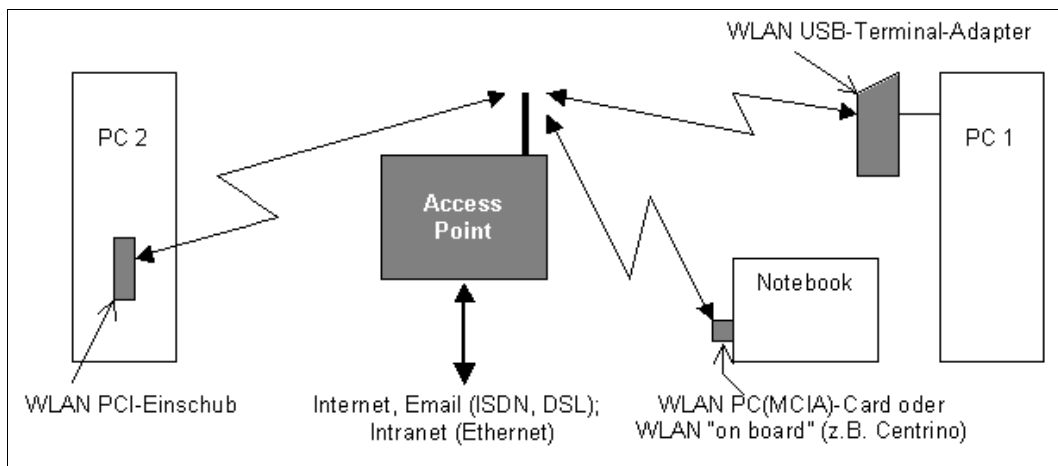 WLAN USB-Terminal-Adapter
PC 2
PC 1
Access
Point
Notebook
WLAN PCI-Einschub
Internet, Email (ISDN, DSL);
Intranet (Ethernet)
WLAN PC(MCIA)-Card oder
WLAN "on board" (z.B. Centrino)